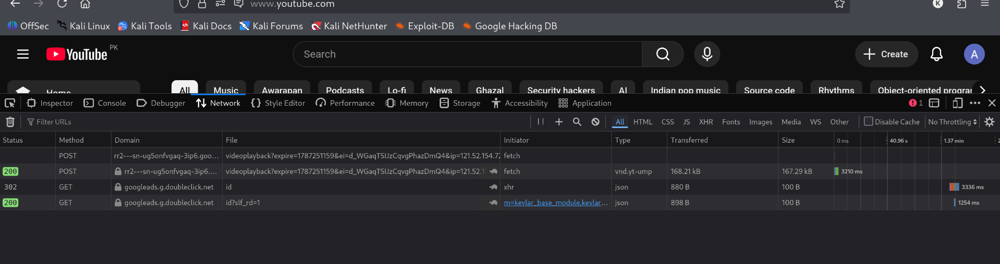 www.youtube.com
K
OffSec Kali Linux Kali Tools Kali Docs Kali Forums Kali NetHunter Exploit-DB Google Hacking DB
YouTube PK Search Create A
Home All Music Awarapan Podcasts Lo-fi News Ghazal Security hackers AI Indian pop music Source code Rhythms Object-oriented prograr
Inspector Console Debugger Network Style Editor Performance Memory Storage Accessibility Application 1
Filter URLs All HTML CSS JS XHR Fonts Images Media WS Other Disable Cache No Throttling
Status Method Domain File Initiator Type Transferred Size 0 ms 40.96 s 1.37 min 2
POST rr2---sn-ug5onfvgaq-3ip6.goo... videoplayback?expire=1787251159&ei=d_WGaqTSIJzCqvgPhazDmQ4&ip=121.52.154.72 fetch
200 POST rr2---sn-ug5onfvgaq-3ip6.... videoplayback?expire=1787251159&ei=d_WGaqTSIJzCqvgPhazDmQ4&ip=121.52.1 fetch vnd.yt-ump 168.21 kB 167.29 kB 3210 ms
302 GET googleads.g.doubleclick.net id xhr json 880 B 100 B 3336 ms
200 GET googleads.g.doubleclick.net id?slf_rd=1 m=kevlar_base_module,kevlar... json 898 B 100 B 1254 ms